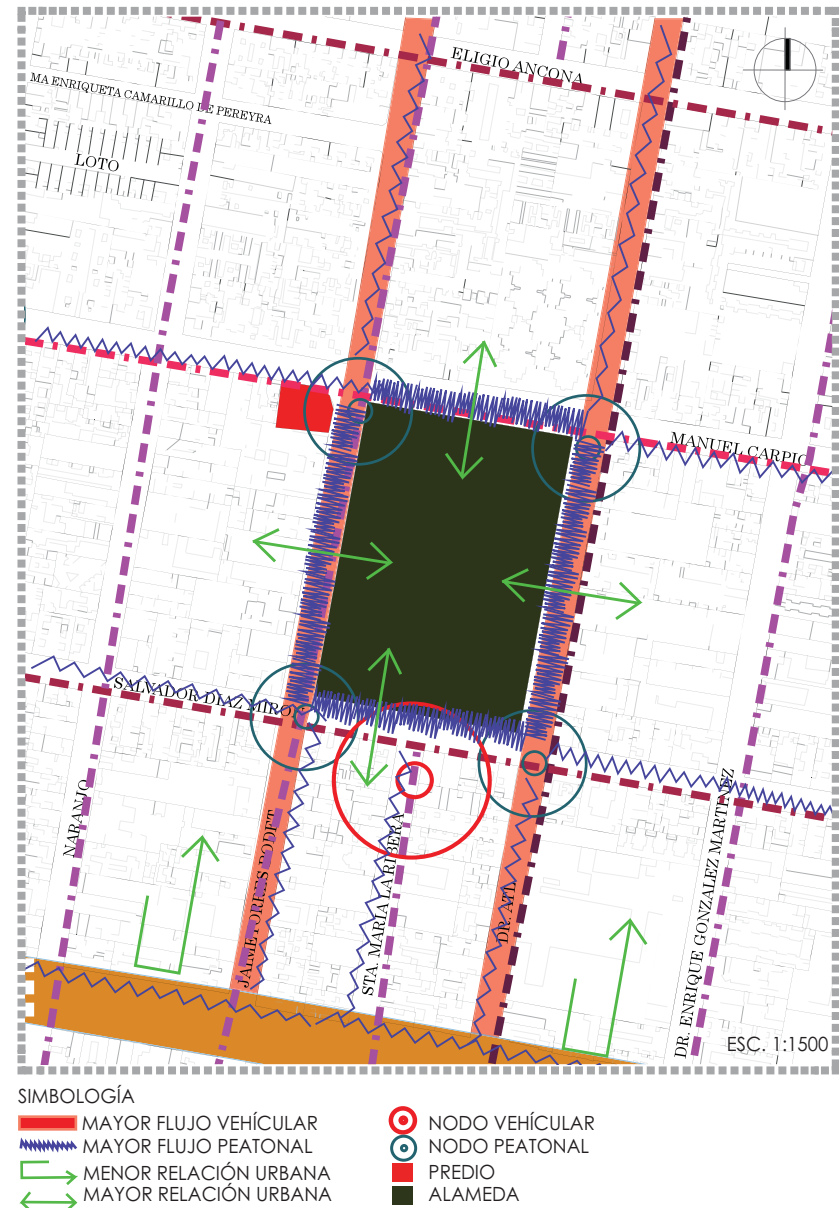 ELIGIO ANCONA
MA ENRIQUETA CAMARILLO DE PEREYRA
LOTO
MANUEL CARPIO
SALVADOR DIAZ MIRON
NARANJO
JAIME TORRES BODET
STA. MARIA LA RIBERA
DR. ATL
DR. ENRIQUE GONZALEZ MARTINEZ
ESC. 1:1500
SIMBOLOGÍA
MAYOR FLUJO VEHÍCULAR
MAYOR FLUJO PEATONAL
MENOR RELACIÓN URBANA
MAYOR RELACIÓN URBANA
NODO VEHÍCULAR
NODO PEATONAL
PREDIO
ALAMEDA